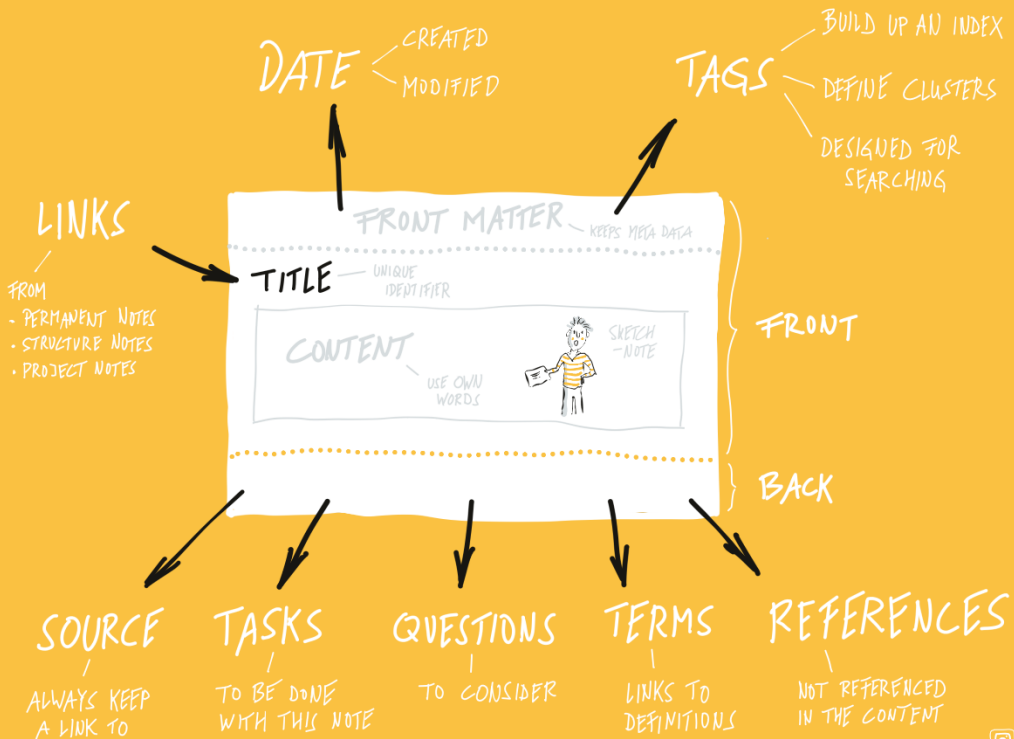 DATE
CREATED
MODIFIED
TAGS
BUILD UP AN INDEX
DEFINE CLUSTERS
DESIGNED FOR
SEARCHING
LINKS
FROM
- PERMANENT NOTES
• STRUCTURE NOTES
• PROJECT NOTES
FRONT MATTER
KEEPS META DATA
TITLE
UNIQUE
IDENTIFIER
CONTENT
USE OWN
WORDS
SKETCH
-NOTE
FRONT
BACK
SOURCE
ALWAYS KEEP
A LINK TO
TASKS
TO BE DONE
WITH THIS NOTE
QUESTIONS
TO CONSIDER
TERMS
LINKS TO
DEFINITIONS
REFERENCES
NOT REFERENCED
IN THE CONTENT